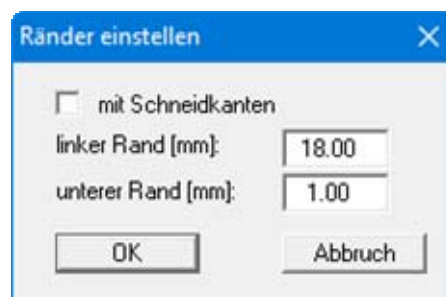 Ränder einstellen
mit Schneidkanten
linker Rand [mm]: 18.00
unterer Rand [mm]: 1.00
OK Abbruch